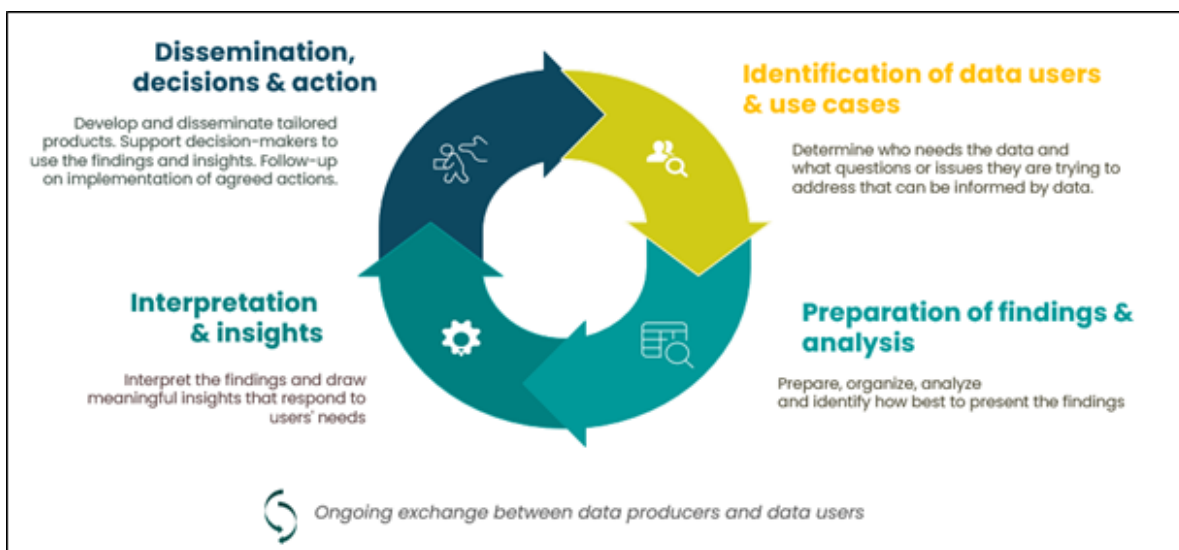 Dissemination,
decisions & action
Develop and disseminate tailored
products. Support decision-makers to
use the findings and insights. Follow-up
on implementation of agreed actions.
Identification of data users
& use cases
Determine who needs the data and
what questions or issues they are trying to
address that can be informed by data.
Interpretation
& insights
Interpret the findings and draw
meaningful insights that respond to
users' needs
Preparation of findings &
analysis
Prepare, organize, analyze
and identify how best to present the findings
Ongoing exchange between data producers and data users